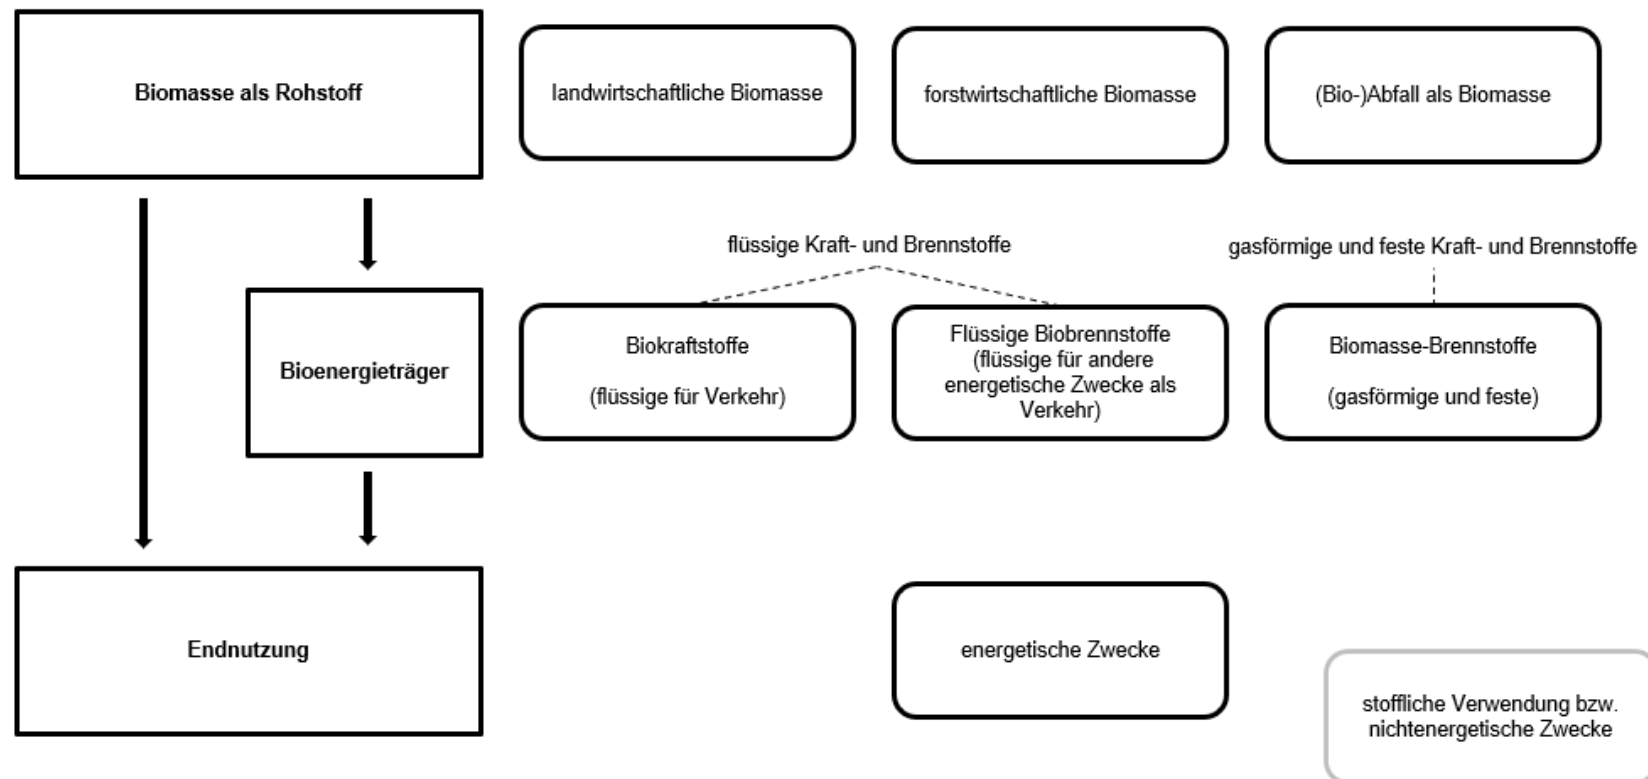 Biomasse als Rohstoff
landwirtschaftliche Biomasse
forstwirtschaftliche Biomasse
(Bio-)Abfall als Biomasse
flüssige Kraft- und Brennstoffe
gasförmige und feste Kraft- und Brennstoffe
Bioenergieträger
Biokraftstoffe
(flüssige für Verkehr)
Flüssige Biobrennstoffe
(flüssige für andere
energetische Zwecke als
Verkehr)
Biomasse-Brennstoffe
(gasförmige und feste)
Endnutzung
energetische Zwecke
stoffliche Verwendung bzw.
nichtenergetische Zwecke